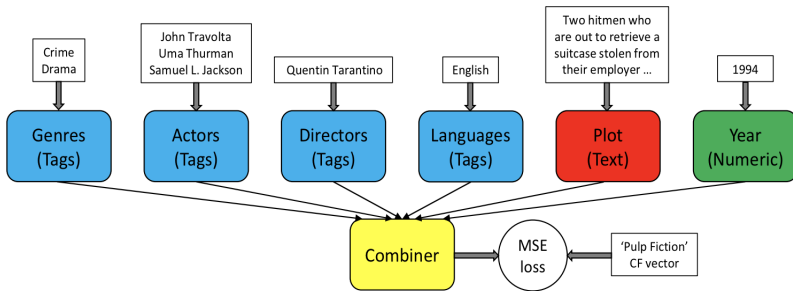 Crime
Drama
John Travolta
Uma Thurman
Samuel L. Jackson
Quentin Tarantino
English
Two hitmen who
are out to retrieve a
suitcase stolen from
their employer ...
1994
Genres
(Tags)
Actors
(Tags)
Directors
(Tags)
Languages
(Tags)
Plot
(Text)
Year
(Numeric)
Combiner
MSE
loss
'Pulp Fiction'
CF vector